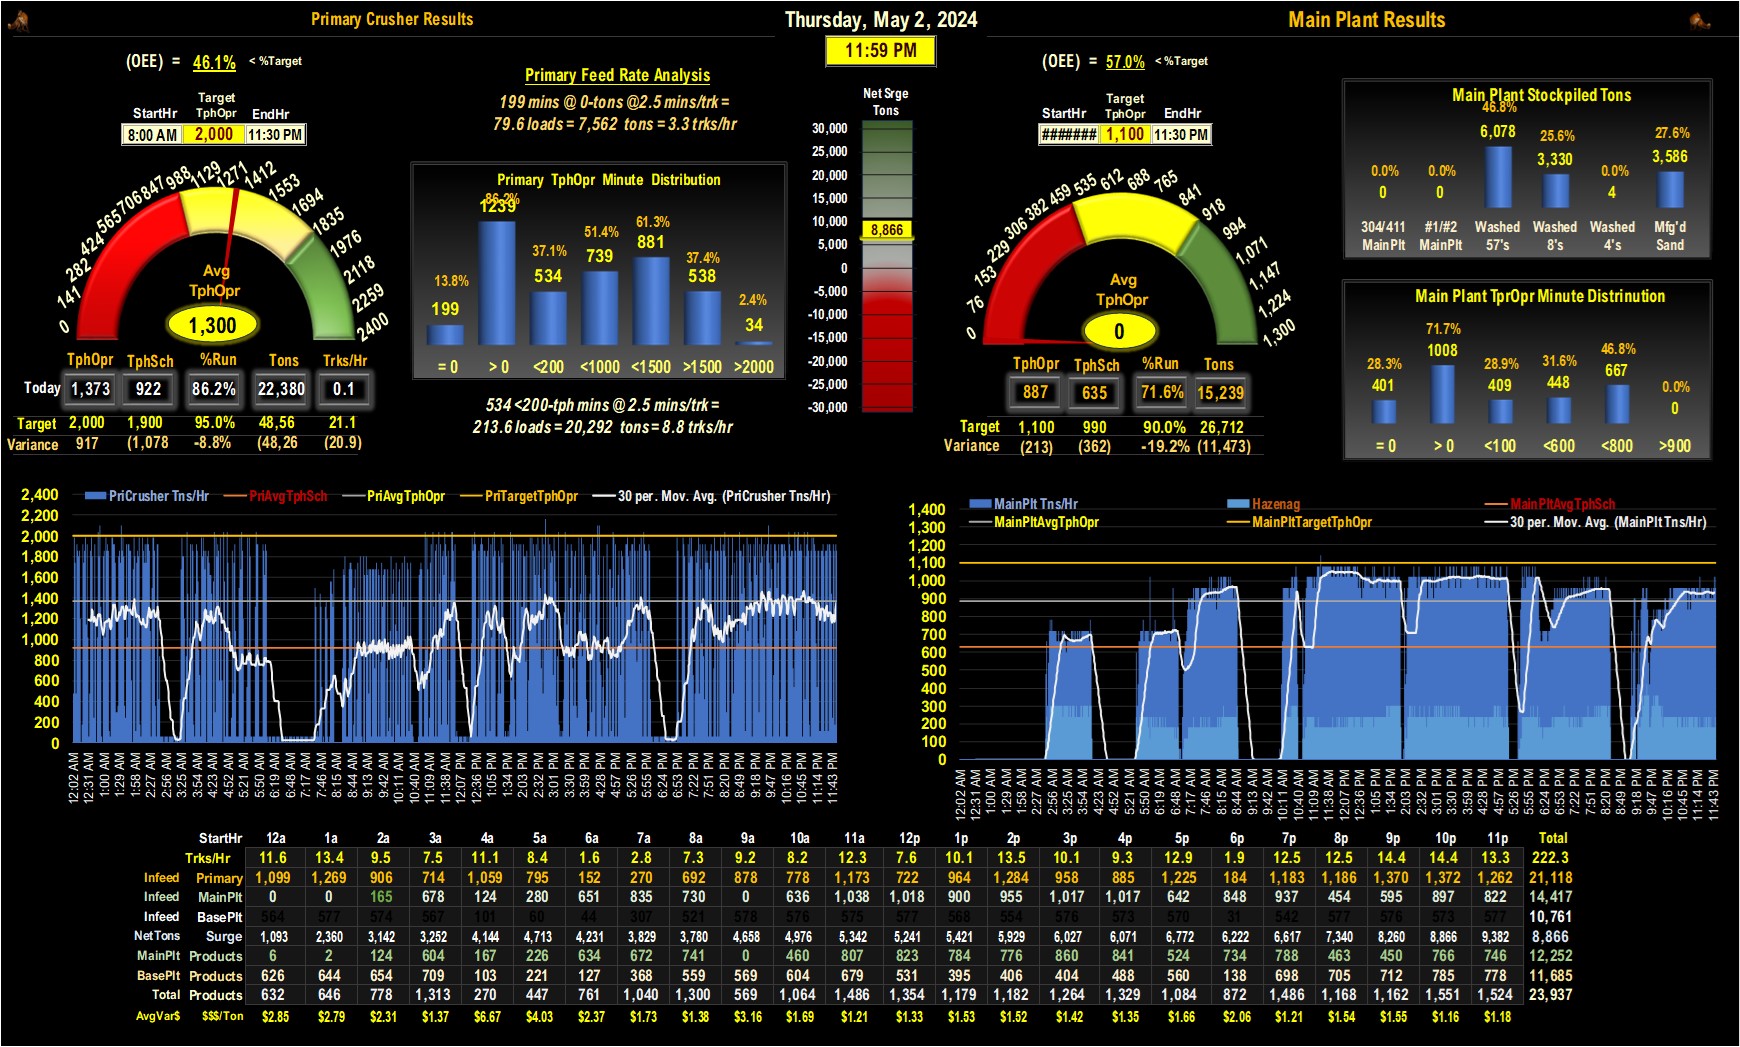 Primary Crusher Results
Thursday, May 2, 2024
Main Plant Results
11:59 PM
(OEE) = 46.1% < %Target
StartHr Target TphOpr EndHr
8:00 AM 2,000 11:30 PM
0 141 282 424 565 706 847 988 1129 1271 1412 1553 1694 1835 1976 2118 2259 2400
Avg
TphOpr
1,300
TphOpr TphSch %Run Tons Trks/Hr
Today 1,373 922 86.2% 22,380 0.1
Target 2,000 1,900 95.0% 48,56 21.1
Variance 917 (1,078 -8.8% (48,26 (20.9)
Primary Feed Rate Analysis
199 mins @ 0-tons @2.5 mins/trk =
79.6 loads = 7,562 tons = 3.3 trks/hr
Primary TphOpr Minute Distribution
13.8% 86.2% 37.1% 51.4% 61.3% 37.4% 2.4%
199 1239 534 739 881 538 34
= 0 > 0 <200 <1000 <1500 >1500 >2000
534 <200-tph mins @ 2.5 mins/trk =
213.6 loads = 20,292 tons = 8.8 trks/hr
Net Srge
Tons
30,000
25,000
20,000
15,000
10,000
8,866
5,000
0
-5,000
-10,000
-15,000
-20,000
-25,000
-30,000
(OEE) = 57.0% < %Target
StartHr Target TphOpr EndHr
####### 1,100 11:30 PM
0 76 153 229 306 382 459 535 612 688 765 841 918 994 1,071 1,147 1,224 1,300
Avg
TphOpr
0
TphOpr TphSch %Run Tons
887 635 71.6% 15,239
Target 1,100 990 90.0% 26,712
Variance (213) (362) -19.2% (11,473)
Main Plant Stockpiled Tons
0.0% 0.0% 46.8% 25.6% 0.0% 27.6%
0 0 6,078 3,330 4 3,586
304/411 #1/#2 Washed Washed Washed Mfg'd
MainPlt MainPlt 57's 8's 4's Sand
Main Plant TprOpr Minute Distrinution
28.3% 71.7% 28.9% 31.6% 46.8% 0.0%
401 1008 409 448 667 0
= 0 > 0 <100 <600 <800 >900
PriCrusher Tns/Hr PriAvgTphSch PriAvgTphOpr PriTargetTphOpr 30 per. Mov. Avg. (PriCrusher Tns/Hr)
2,400
2,200
2,000
1,800
1,600
1,400
1,200
1,000
800
600
400
200
0
12:02 AM 12:31 AM 1:00 AM 1:29 AM 1:58 AM 2:27 AM 2:56 AM 3:25 AM 3:54 AM 4:23 AM 4:52 AM 5:21 AM 5:50 AM 6:19 AM 6:48 AM 7:17 AM 7:46 AM 8:15 AM 8:44 AM 9:13 AM 9:42 AM 10:11 AM 10:40 AM 11:09 AM 11:38 AM 12:07 PM 12:36 PM 1:05 PM 1:34 PM 2:03 PM 2:32 PM 3:01 PM 3:30 PM 3:59 PM 4:28 PM 4:57 PM 5:26 PM 5:55 PM 6:24 PM 6:53 PM 7:22 PM 7:51 PM 8:20 PM 8:49 PM 9:18 PM 9:47 PM 10:16 PM 10:45 PM 11:14 PM 11:43 PM
MainPlt Tns/Hr Hazenag MainPltAvgTphSch
MainPltAvgTphOpr MainPltTargetTphOpr 30 per. Mov. Avg. (MainPlt Tns/Hr)
1,400
1,300
1,200
1,100
1,000
900
800
700
600
500
400
300
200
100
0
12:02 AM 12:31 AM 1:00 AM 1:29 AM 1:58 AM 2:27 AM 2:56 AM 3:25 AM 3:54 AM 4:23 AM 4:52 AM 5:21 AM 5:50 AM 6:19 AM 6:48 AM 7:17 AM 7:46 AM 8:15 AM 8:44 AM 9:13 AM 9:42 AM 10:11 AM 10:40 AM 11:09 AM 11:38 AM 12:07 PM 12:36 PM 1:05 PM 1:34 PM 2:03 PM 2:32 PM 3:01 PM 3:30 PM 3:59 PM 4:28 PM 4:57 PM 5:26 PM 5:55 PM 6:24 PM 6:53 PM 7:22 PM 7:51 PM 8:20 PM 8:49 PM 9:18 PM 9:47 PM 10:16 PM 10:45 PM 11:14 PM 11:43 PM
StartHr 12a 1a 2a 3a 4a 5a 6a 7a 8a 9a 10a 11a 12p 1p 2p 3p 4p 5p 6p 7p 8p 9p 10p 11p Total
Trks/Hr 11.6 13.4 9.5 7.5 11.1 8.4 1.6 2.8 7.3 9.2 8.2 12.3 7.6 10.1 13.5 10.1 9.3 12.9 1.9 12.5 12.5 14.4 14.4 13.3 222.3
Infeed Primary 1,099 1,269 906 714 1,059 795 152 270 692 878 778 1,173 722 964 1,284 958 885 1,225 184 1,183 1,186 1,370 1,372 1,262 21,118
Infeed MainPlt 0 0 165 678 124 280 651 835 730 0 636 1,038 1,018 900 955 1,017 1,017 642 848 937 454 595 897 822 14,417
Infeed BasePlt 564 577 574 567 101 60 44 307 521 578 576 575 577 568 554 576 573 570 31 542 577 576 573 577 10,761
NetTons Surge 1,093 2,360 3,142 3,252 4,144 4,713 4,231 3,829 3,780 4,658 4,976 5,342 5,241 5,421 5,929 6,027 6,071 6,772 6,222 6,617 7,340 8,260 8,866 9,382 8,866
MainPlt Products 6 2 124 604 167 226 634 672 741 0 460 807 823 784 776 860 841 524 734 788 463 450 766 746 12,252
BasePlt Products 626 644 654 709 103 221 127 368 559 569 604 679 531 395 406 404 488 560 138 698 705 712 785 778 11,685
Total Products 632 646 778 1,313 270 447 761 1,040 1,300 569 1,064 1,486 1,354 1,179 1,182 1,264 1,329 1,084 872 1,486 1,168 1,162 1,551 1,524 23,937
AvgVar$ $$$/Ton $2.85 $2.79 $2.31 $1.37 $6.67 $4.03 $2.37 $1.73 $1.38 $3.16 $1.69 $1.21 $1.33 $1.53 $1.52 $1.42 $1.35 $1.66 $2.06 $1.21 $1.54 $1.55 $1.16 $1.18